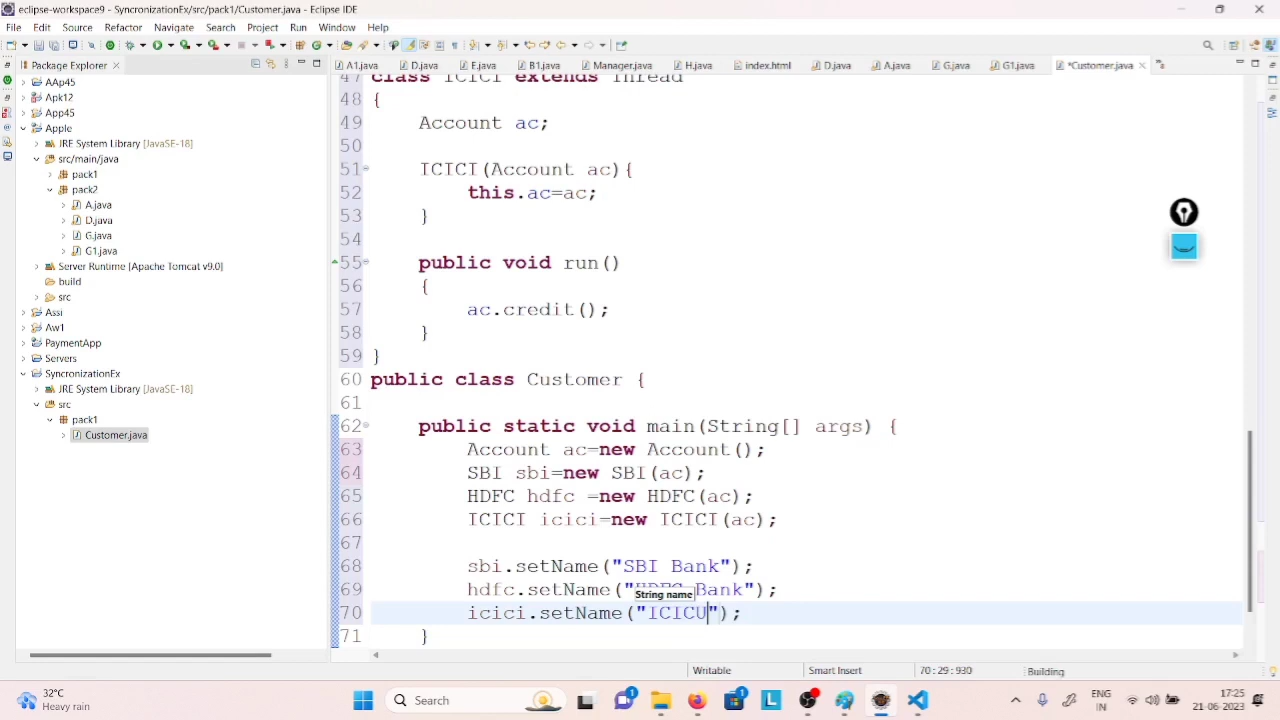 eclipse-workspace9 - SyncronizationEx/src/pack1/Customer.java - Eclipse IDE
File Edit Source Refactor Navigate Search Project Run Window Help
Package Explorer
A1.java D.java E.java B1.java Manager.java H.java index.html D.java A.java G.java G1.java *Customer.java
AAp45
Apk12
App45
Apple
JRE System Library [JavaSE-18]
src/main/java
pack1
pack2
A.java
D.java
G.java
G1.java
Server Runtime [Apache Tomcat v9.0]
build
src
Assi
Aw1
PaymentApp
Servers
SyncronizationEx
JRE System Library [JavaSE-18]
src
pack1
Customer.java
47 class ICICI extends Thread
48 {
49 Account ac;
50
51 ICICI(Account ac){
52 this.ac=ac;
53 }
54
55 public void run()
56 {
57 ac.credit();
58 }
59 }
60 public class Customer {
61
62 public static void main(String[] args) {
63 Account ac=new Account();
64 SBI sbi=new SBI(ac);
65 HDFC hdfc =new HDFC(ac);
66 ICICI icici=new ICICI(ac);
67
68 sbi.setName("SBI Bank");
69 hdfc.setName("HDFC Bank");
String name
70 icici.setName("ICICU");
71 }
Writable Smart Insert 70 : 29 : 930 Building
32°C
Heavy rain
Search
1
1
ENG
IN
17:25
21-06-2023